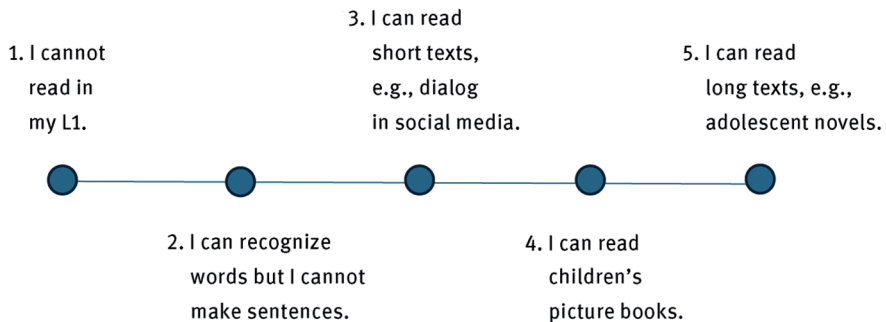 1. I cannot
read in
my L1.
2. I can recognize
words but I cannot
make sentences.
3. I can read
short texts,
e.g., dialog
in social media.
4. I can read
children’s
picture books.
5. I can read
long texts, e.g.,
adolescent novels.